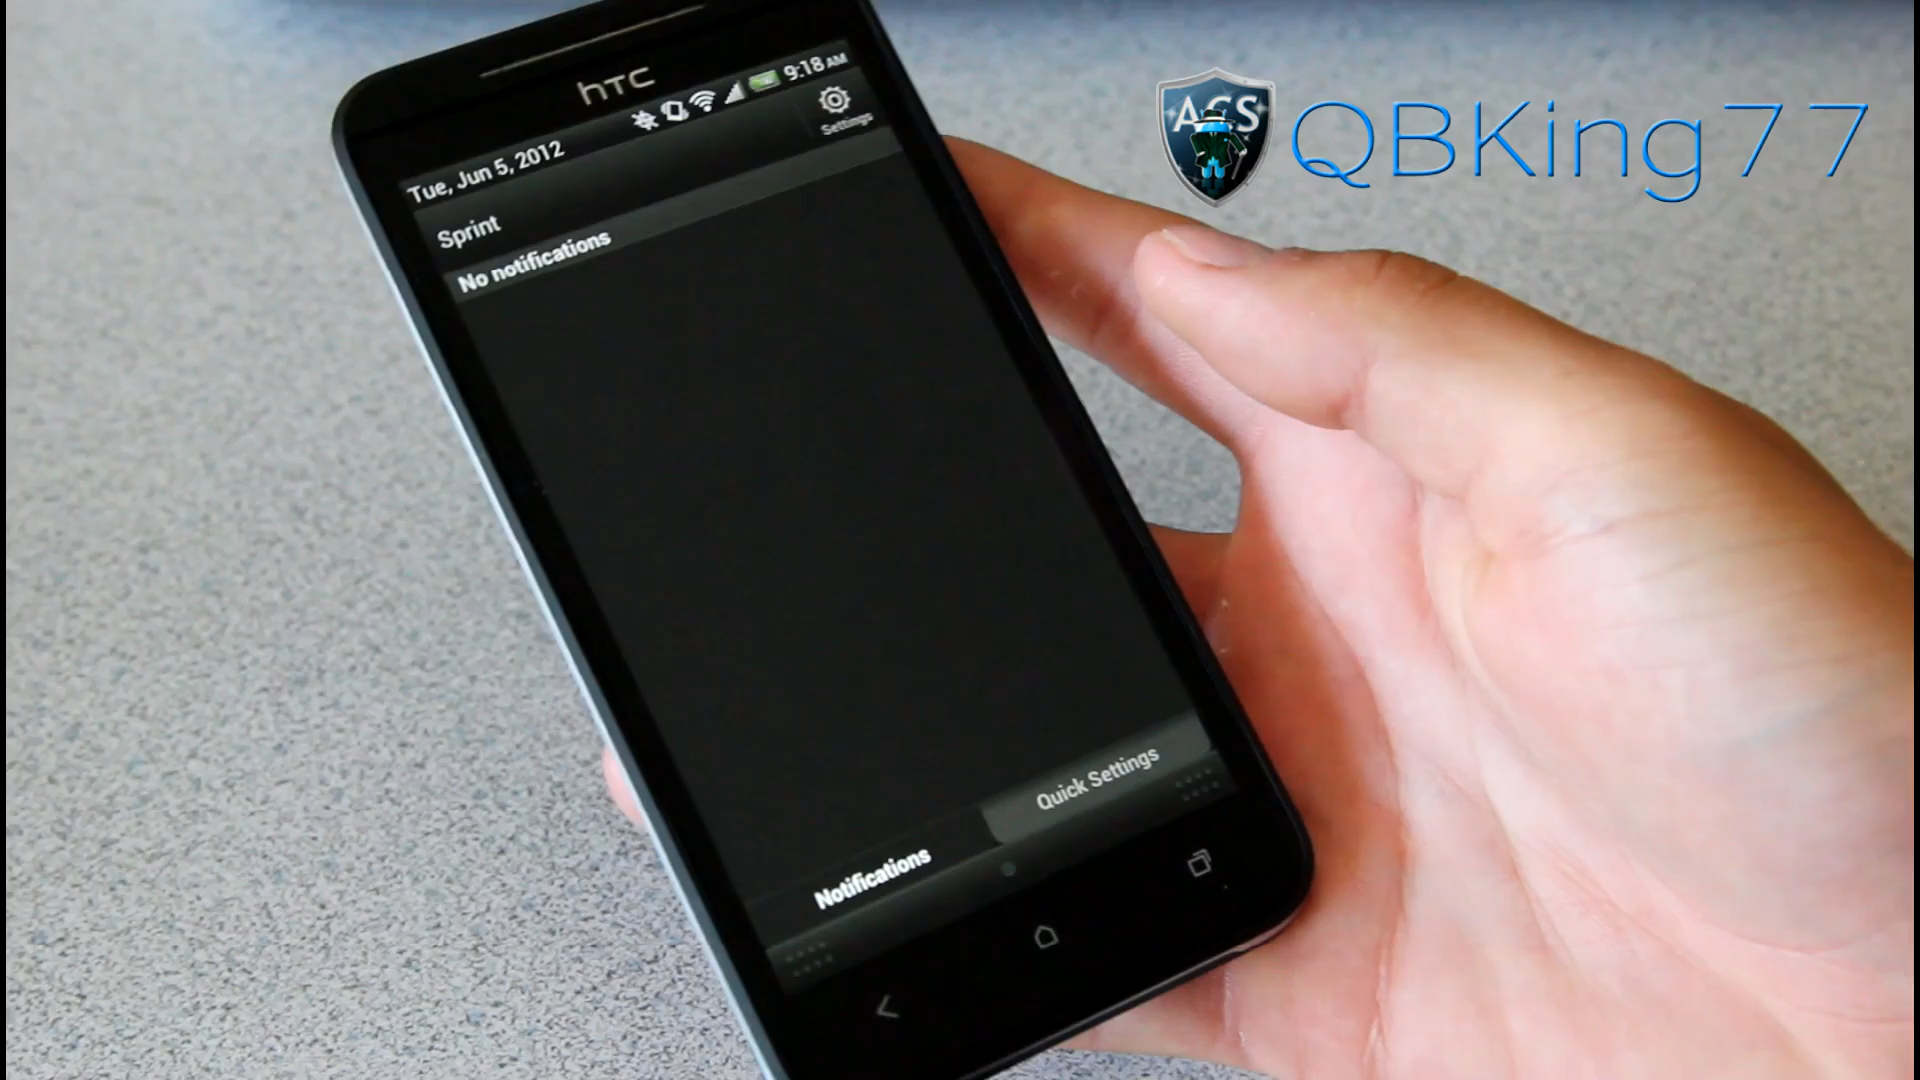 hTC
9:18 AM
Tue, Jun 5, 2012
Settings
Sprint
No notifications
Quick Settings
Notifications
ACS
QBKing77